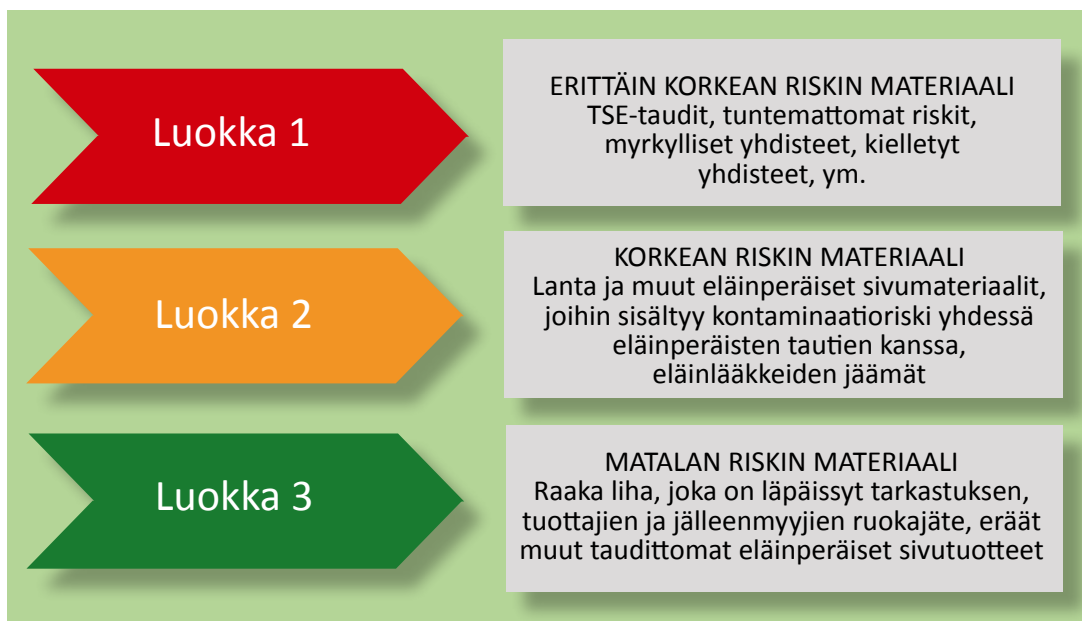 Luokka 1
ERITTÄIN KORKEAN RISKIN MATERIAALI
TSE-taudit, tuntemattomat riskit,
myrkylliset yhdisteet, kielletyt
yhdisteet, ym.
Luokka 2
KORKEAN RISKIN MATERIAALI
Lanta ja muut eläinperäiset sivumateriaalit,
joihin sisältyy kontaminaatioriski yhdessä
eläinperäisten tautien kanssa,
eläinlääkkeiden jäämät
Luokka 3
MATALAN RISKIN MATERIAALI
Raaka liha, joka on läpäissyt tarkastuksen,
tuottajien ja jälleenmyyjien ruokajäte, eräät
muut taudittomat eläinperäiset sivutuotteet